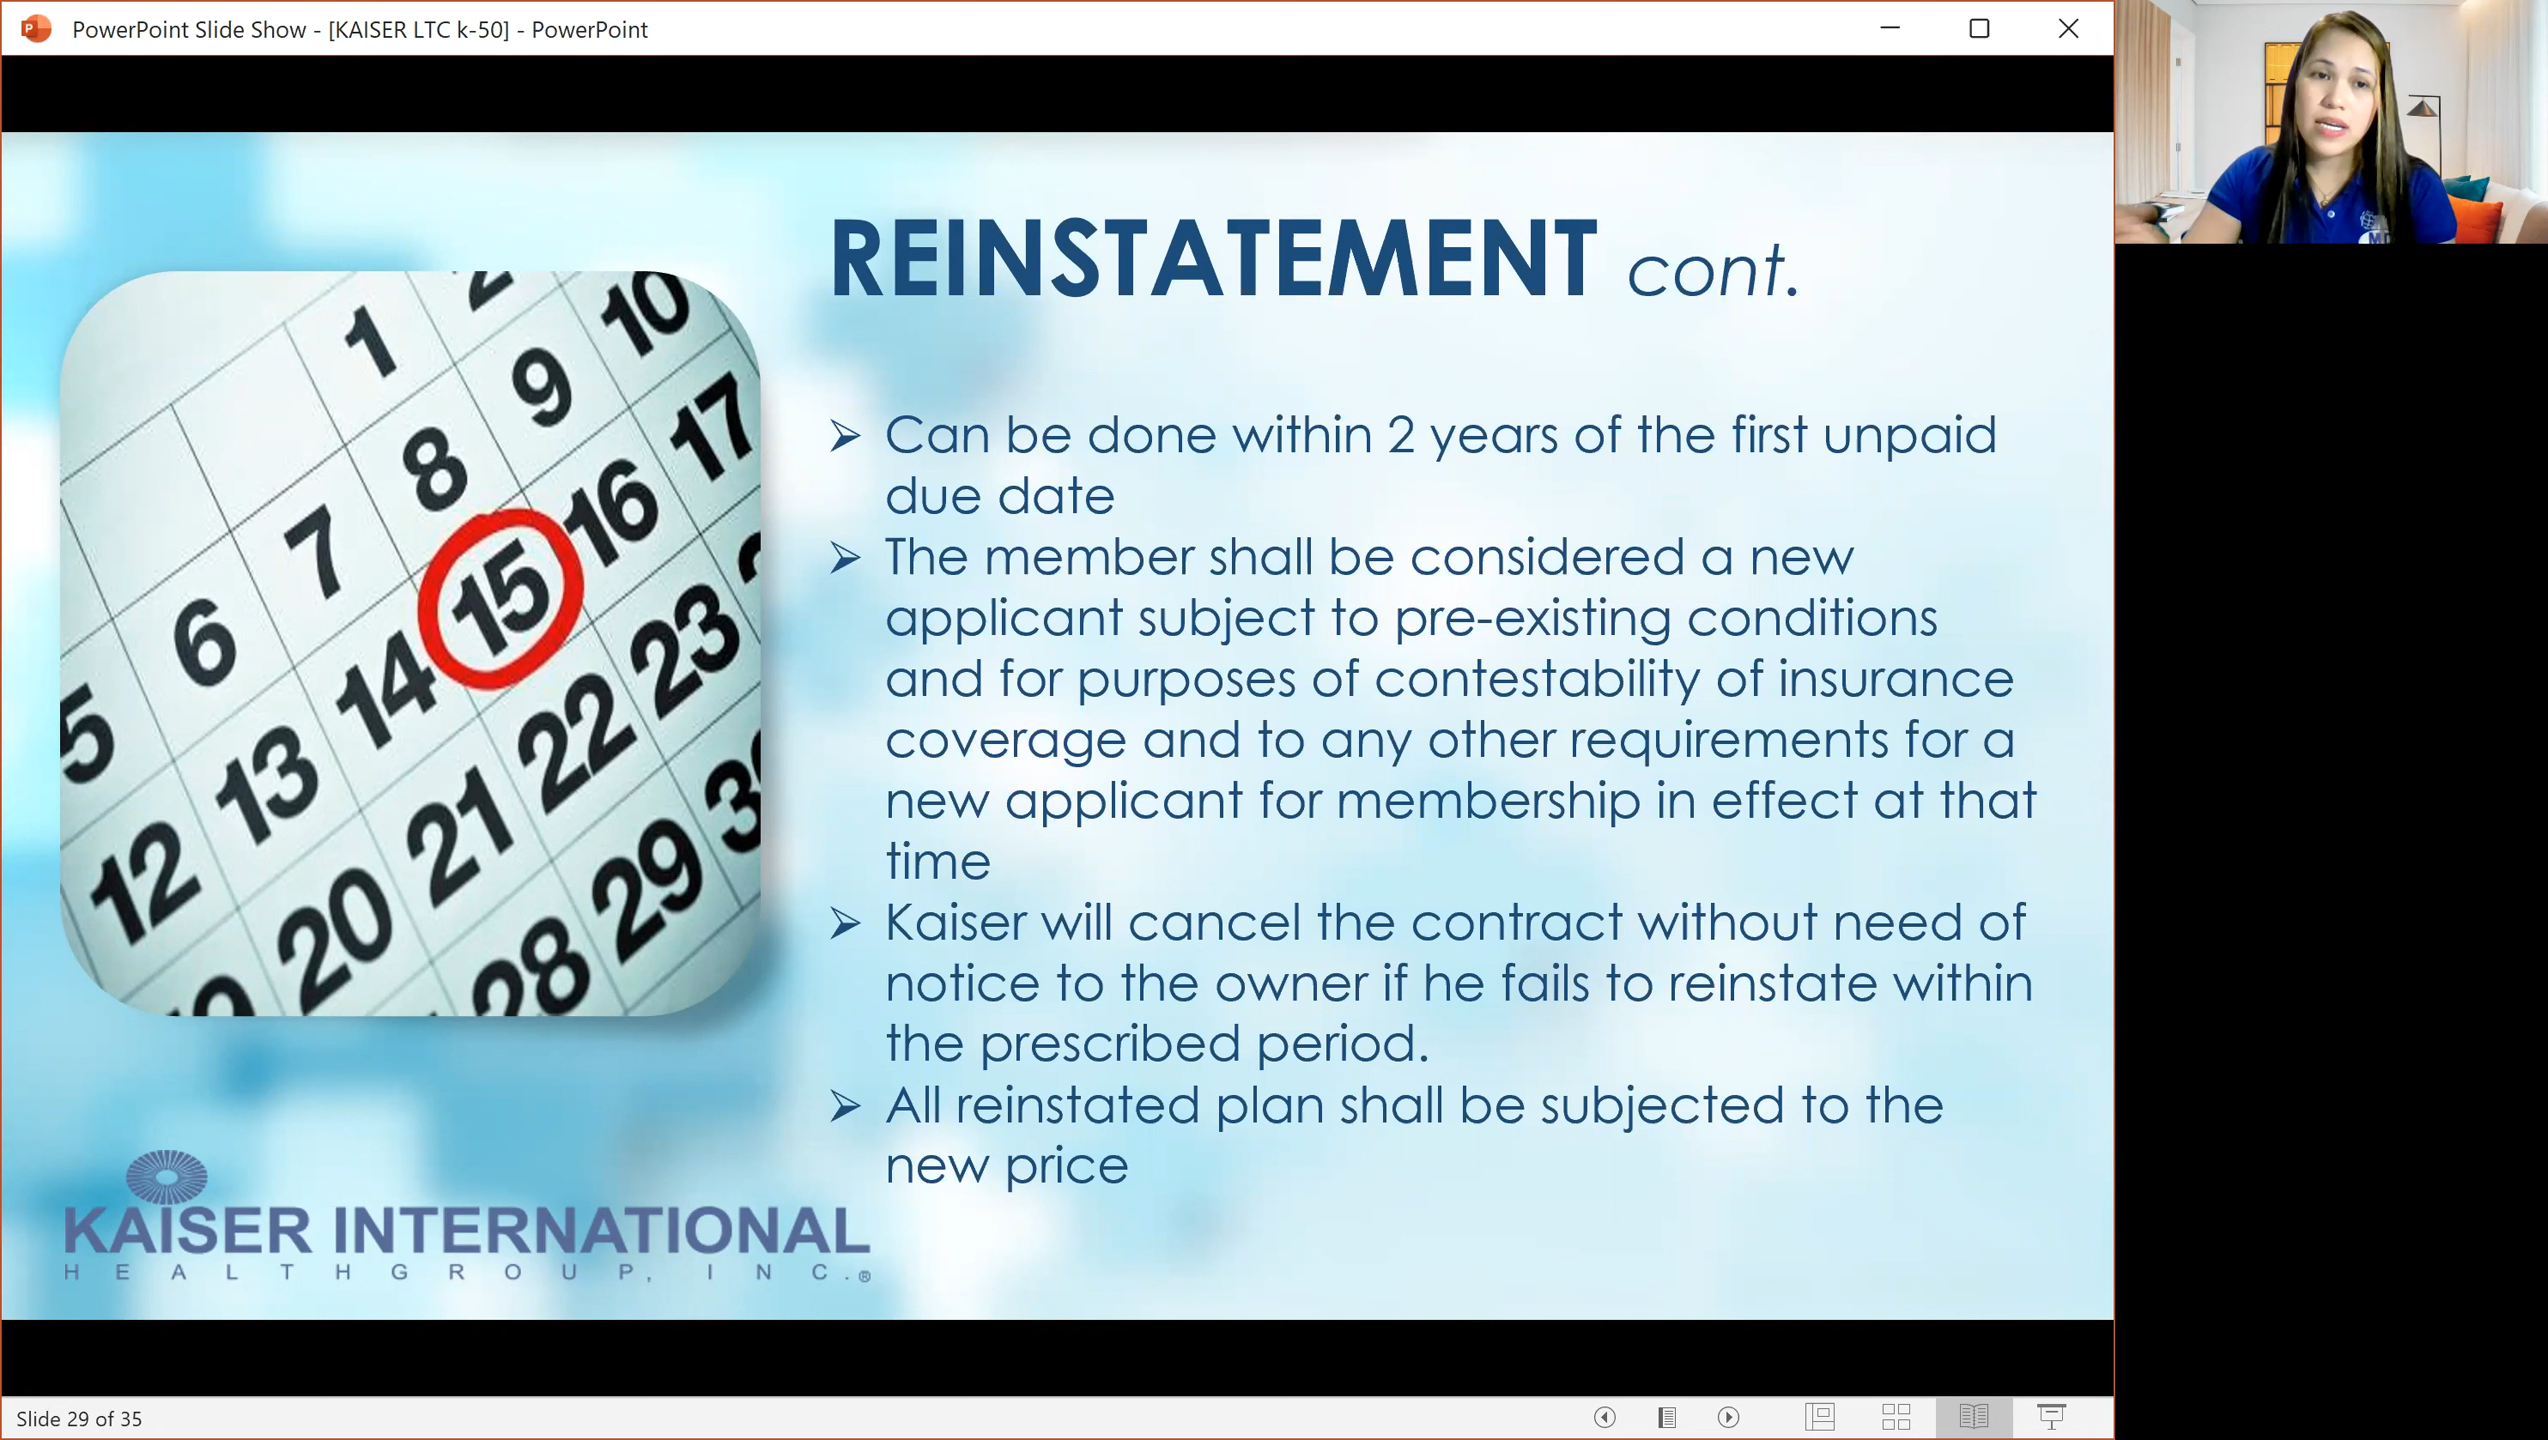 PowerPoint Slide Show - [KAISER LTC k-50] - PowerPoint
REINSTATEMENT cont.
1 2
8 9 10
5 6 7 15 16 17
12 13 14 22 23
20 21 29
28
➢ Can be done within 2 years of the first unpaid
due date
➢ The member shall be considered a new
applicant subject to pre-existing conditions
and for purposes of contestability of insurance
coverage and to any other requirements for a
new applicant for membership in effect at that
time
➢ Kaiser will cancel the contract without need of
notice to the owner if he fails to reinstate within
the prescribed period.
➢ All reinstated plan shall be subjected to the
new price
KAISER INTERNATIONAL
HEALTHGROUP, INC.®
Slide 29 of 35